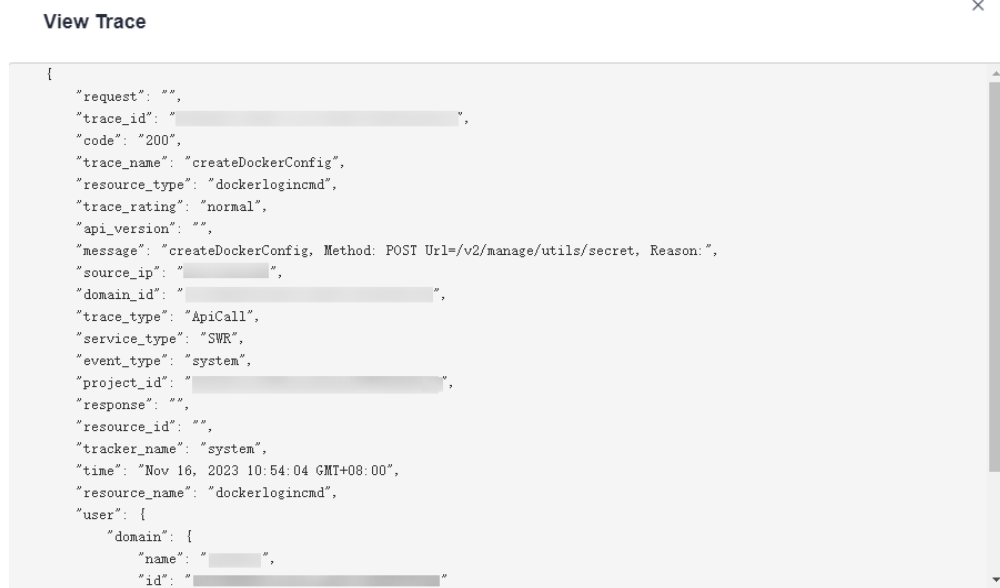 View Trace
{
"request": "",
"trace_id": "",
"code": "200",
"trace_name": "createDockerConfig",
"resource_type": "dockerlogincmd",
"trace_rating": "normal",
"api_version": "",
"message": "createDockerConfig, Method: POST Url=/v2/manage/utils/secret, Reason:",
"source_ip": "",
"domain_id": "",
"trace_type": "ApiCall",
"service_type": "SWR",
"event_type": "system",
"project_id": "",
"response": "",
"resource_id": "",
"tracker_name": "system",
"time": "Nov 16, 2023 10:54:04 GMT+08:00",
"resource_name": "dockerlogincmd",
"user": {
"domain": {
"name": "",
"id": ""